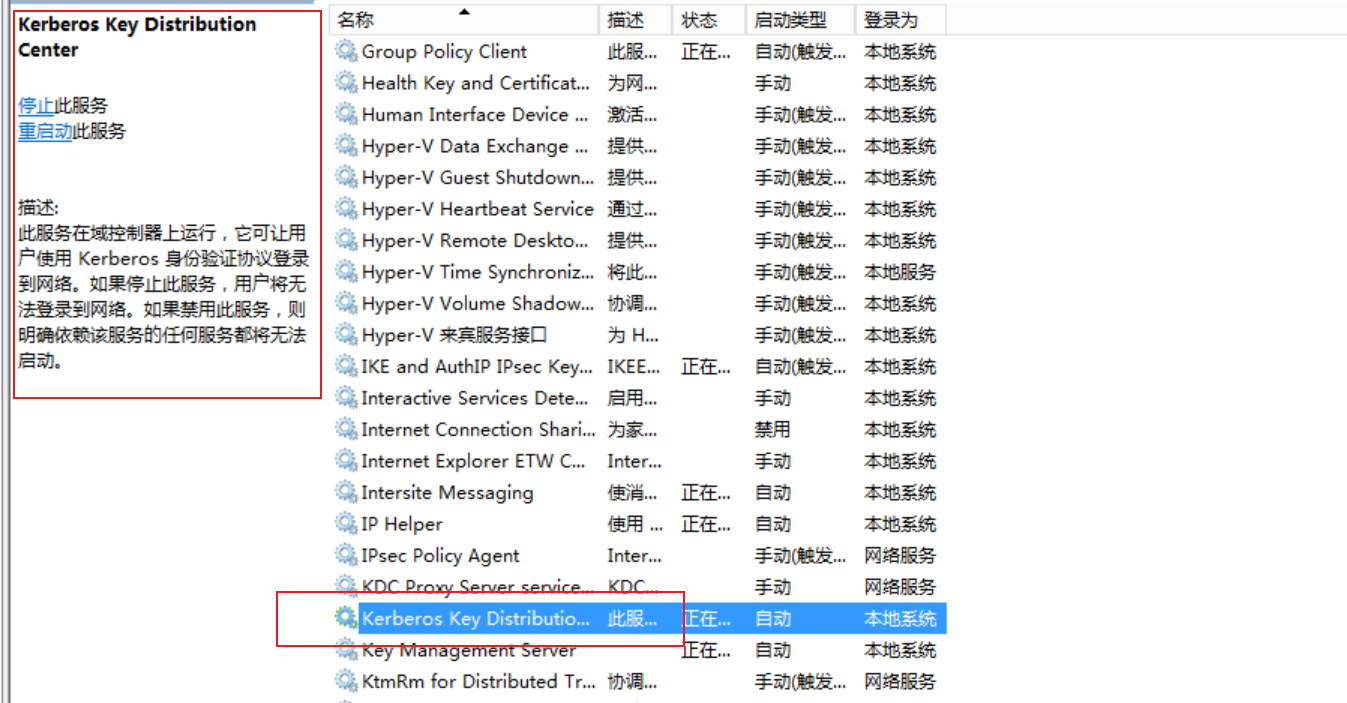 Kerberos Key Distribution
Center
停止此服务
重启动此服务
描述:
此服务在域控制器上运行，它可让用
户使用 Kerberos 身份验证协议登录
到网络。如果停止此服务，用户将无
法登录到网络。如果禁用此服务，则
明确依赖该服务的任何服务都将无法
启动。
名称 描述 状态 启动类型 登录为
Group Policy Client 此服... 正在... 自动(触发... 本地系统
Health Key and Certificat... 为网... 手动 本地系统
Human Interface Device ... 激活... 手动(触发... 本地系统
Hyper-V Data Exchange ... 提供... 手动(触发... 本地系统
Hyper-V Guest Shutdown... 提供... 手动(触发... 本地系统
Hyper-V Heartbeat Service 通过... 手动(触发... 本地系统
Hyper-V Remote Deskto... 提供... 手动(触发... 本地系统
Hyper-V Time Synchroniz... 将此... 手动(触发... 本地服务
Hyper-V Volume Shadow... 协调... 手动(触发... 本地系统
Hyper-V 来宾服务接口 为 H... 手动(触发... 本地系统
IKE and AuthIP IPsec Key... IKEE... 正在... 自动(触发... 本地系统
Interactive Services Dete... 启用... 手动 本地系统
Internet Connection Shari... 为家... 禁用 本地系统
Internet Explorer ETW C... Inter... 手动 本地系统
Intersite Messaging 使消... 正在... 自动 本地系统
IP Helper 使用 ... 正在... 自动 本地系统
IPsec Policy Agent Inter... 手动(触发... 网络服务
KDC Proxy Server service... KDC... 手动 网络服务
Kerberos Key Distributio... 此服... 正在... 自动 本地系统
Key Management Server 正在... 自动 本地系统
KtmRm for Distributed Tr... 协调... 手动(触发... 网络服务